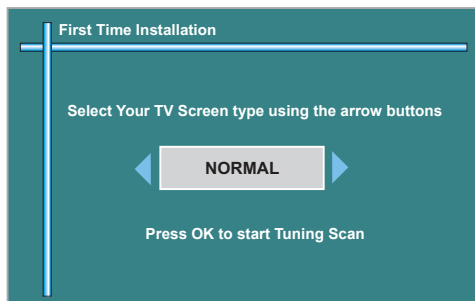 First Time Installation
Select Your TV Screen type using the arrow buttons
NORMAL
Press OK to start Tuning Scan